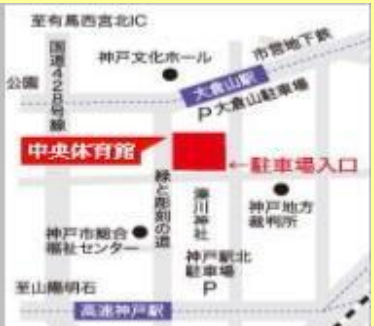 至有馬西宮北IC
国道428号線
神戸文化ホール
市営地下鉄
公園
大倉山駅
P大倉山駐車場
中央体育館
←駐車場入口
緑と彫刻の道
湊川神社
神戸地方
裁判所
神戸市総合
福祉センター
神戸駅北
駐車場
P
至山陽明石
高速神戸駅